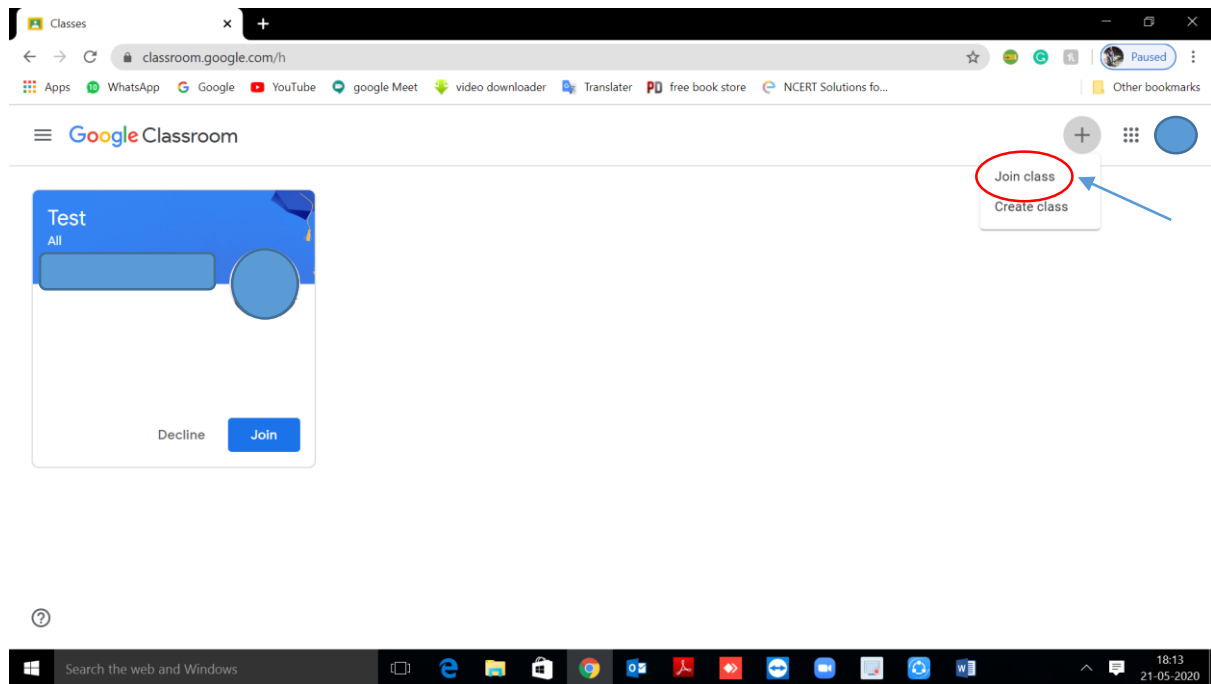 Classes
classroom.google.com/h
Paused
Apps WhatsApp Google YouTube google Meet video downloader Translater PD free book store NCERT Solutions fo... Other bookmarks
Google Classroom
Join class
Create class
Test
All
Decline Join
Search the web and Windows
18:13
21-05-2020